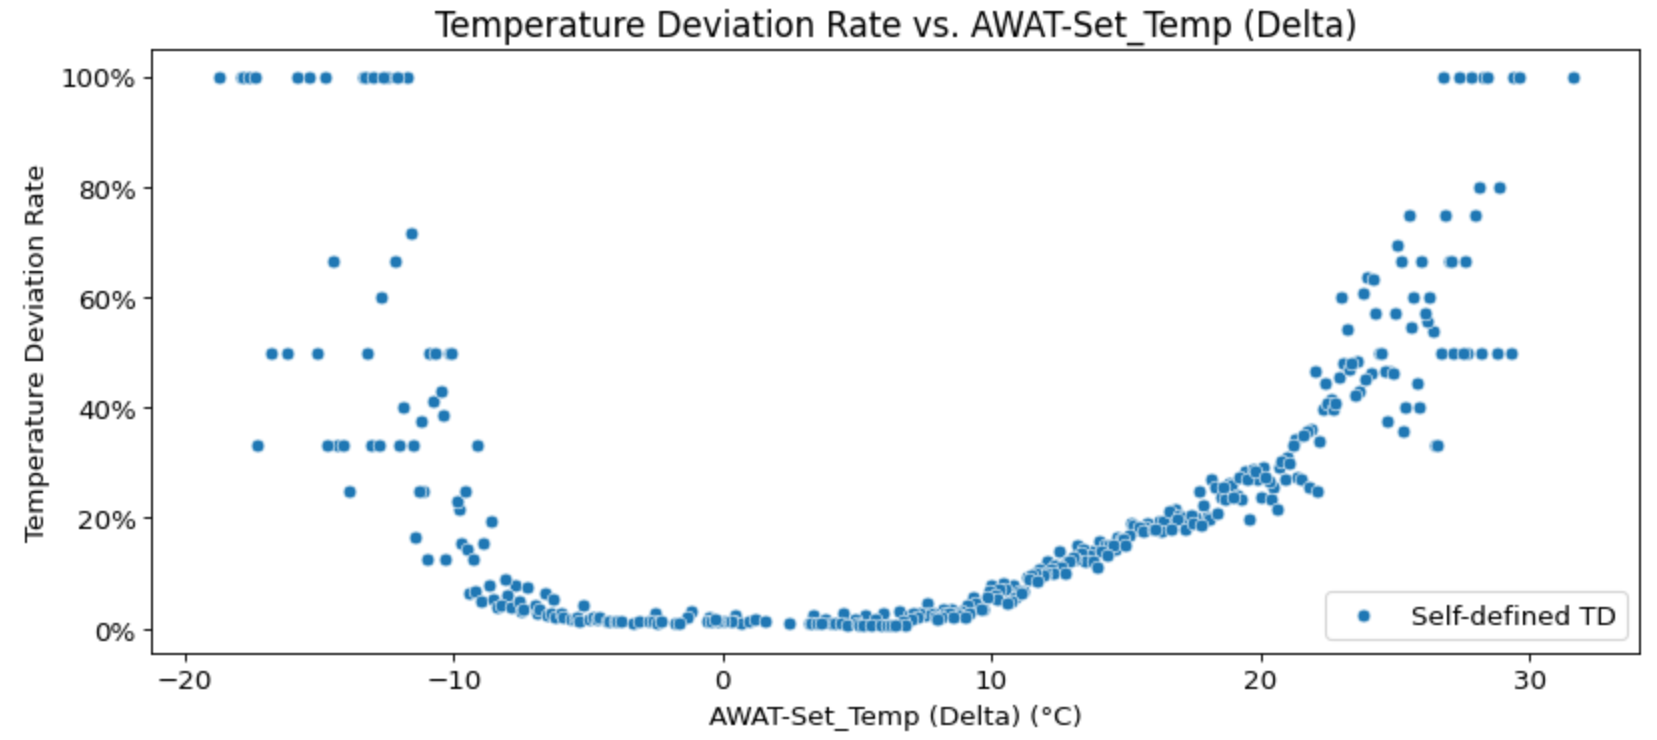 Temperature Deviation Rate vs. AWAT-Set_Temp (Delta)
Temperature Deviation Rate
100%
80%
60%
40%
20%
0%
Self-defined TD
−20 −10 0 10 20 30
AWAT-Set_Temp (Delta) (°C)